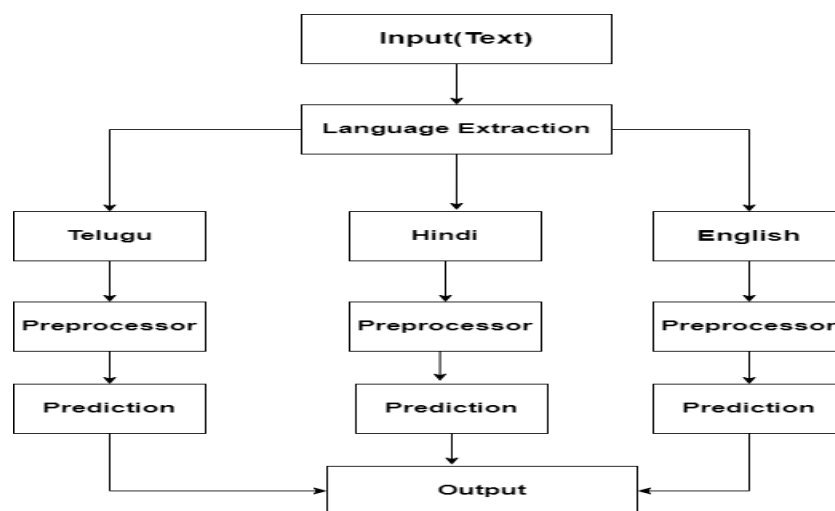 Input(Text)
Language Extraction
Telugu
Hindi
English
Preprocessor
Preprocessor
Preprocessor
Prediction
Prediction
Prediction
Output